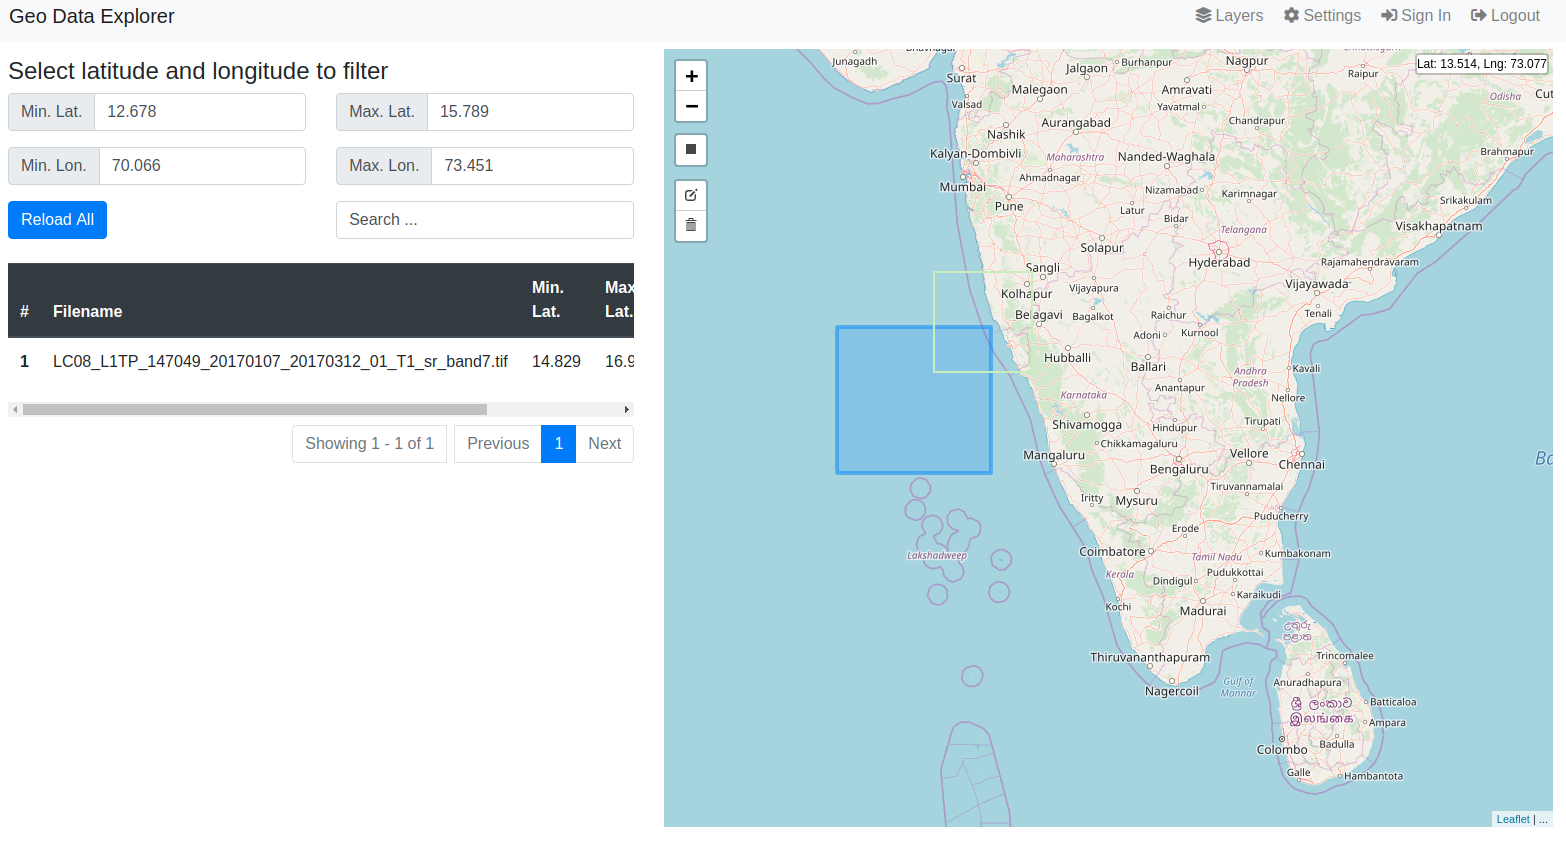 Geo Data Explorer
Layers Settings Sign In Logout
Select latitude and longitude to filter
Min. Lat. 12.678
Max. Lat. 15.789
Min. Lon. 70.066
Max. Lon. 73.451
Reload All
Search ...
# Filename Min. Lat. Max Lat.
1 LC08_L1TP_147049_20170107_20170312_01_T1_sr_band7.tif 14.829 16.9
Showing 1 - 1 of 1 Previous 1 Next
+
−
Lat: 13.514, Lng: 73.077
Junagadh
Surat
Valsad
Jalgaon
Burhanpur
Nagpur
Raipur
Malegaon
Amravati
Yavatmal
Odisha
Cut
Nashik
Aurangabad
Chandrapur
Kalyan-Dombivli
Maharashtra
Nanded-Waghala
Brahmapur
Mumbai
Ahmadnagar
Nizamabad
Karimnagar
Pune
Latur
Bidar
Srikakulam
Telangana
Visakhapatnam
Solapur
Hyderabad
Rajamahendravaram
Sangli
Vijayapura
Vijayawada
Kolhapur
Belagavi
Bagalkot
Raichur
Tenali
Adoni
Kurnool
Hubballi
Ballari
Andhra
Pradesh
Kavali
Karnataka
Anantapur
Nellore
Shivamogga
Hindupur
Tirupati
Chikkamagaluru
Mangaluru
Bengaluru
Vellore
Chennai
Iritty
Mysuru
Tiruvannamalai
Puducherry
Erode
Lakshadweep
Coimbatore
Tamil Nadu
Kumbakonam
Kerala
Dindigul
Pudukkottai
Karaikudi
Kochi
Madurai
Thiruvananthapuram
Nagercoil
Gulf of
Mannar
උතුරු
පළාත
Trincomalee
Anuradhapura
ශ්‍රී ලංකාව
இலங்கை
Batticaloa
Ampara
Colombo
Badulla
Galle
Hambantota
Leaflet | ...